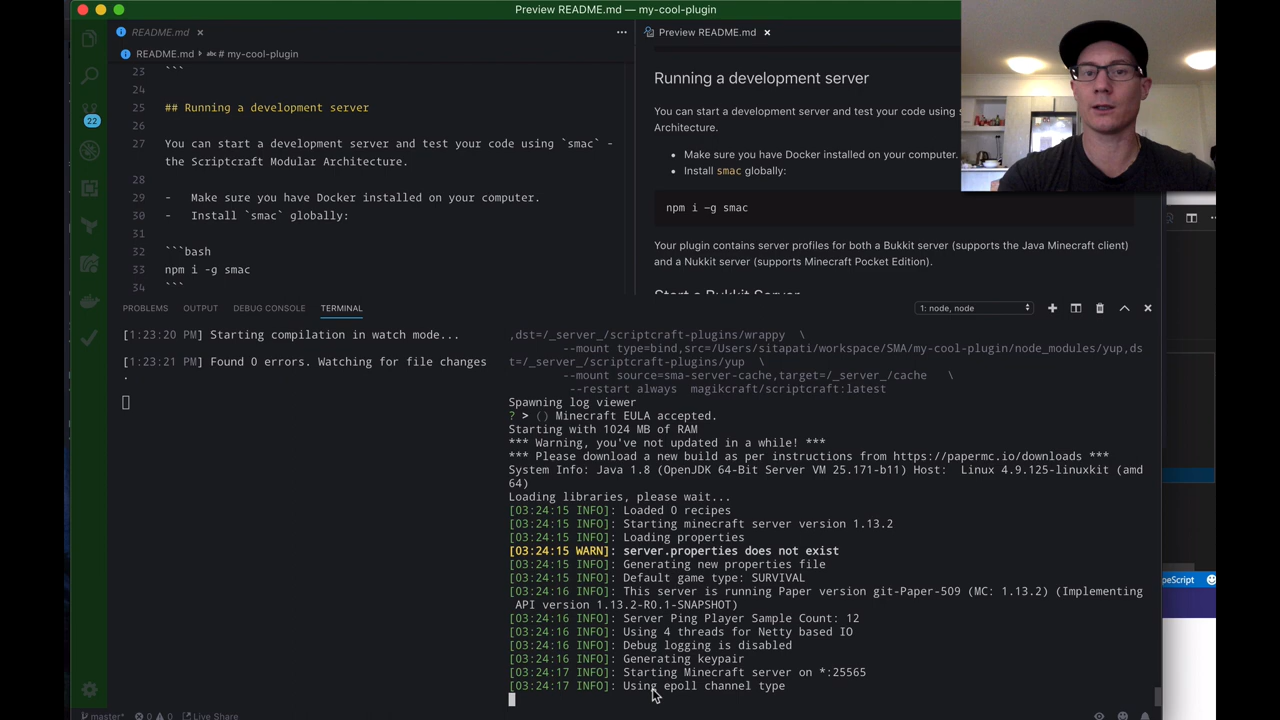 Preview README.md — my-cool-plugin
README.md
README.md
# my-cool-plugin
23 ```
24
25 ## Running a development server
26
27 You can start a development server and test your code using `smac` -
the Scriptcraft Modular Architecture.
28
29 - Make sure you have Docker installed on your computer.
30 - Install `smac` globally:
31
32 ```bash
33 npm i -g smac
34 ```
Preview README.md
Running a development server
You can start a development server and test your code using
Architecture.
Make sure you have Docker installed on your computer.
Install smac globally:
npm i -g smac
Your plugin contains server profiles for both a Bukkit server (supports the Java Minecraft client)
and a Nukkit server (supports Minecraft Pocket Edition).
Start a Bukkit Server
22
PROBLEMS OUTPUT DEBUG CONSOLE TERMINAL
1: node, node
[1:23:20 PM] Starting compilation in watch mode...
[1:23:21 PM] Found 0 errors. Watching for file changes
.
,dst=/_server_/scriptcraft-plugins/wrappy \
--mount type=bind,src=/Users/sitapati/workspace/SMA/my-cool-plugin/node_modules/yup,ds
t=/_server_/scriptcraft-plugins/yup \
--mount source=sma-server-cache,target=/_server_/cache \
--restart always magikcraft/scriptcraft:latest
Spawning log viewer
? > () Minecraft EULA accepted.
Starting with 1024 MB of RAM
*** Warning, you've not updated in a while! ***
*** Please download a new build as per instructions from https://papermc.io/downloads ***
System Info: Java 1.8 (OpenJDK 64-Bit Server VM 25.171-b11) Host: Linux 4.9.125-linuxkit (amd
64)
Loading libraries, please wait...
[03:24:15 INFO]: Loaded 0 recipes
[03:24:15 INFO]: Starting minecraft server version 1.13.2
[03:24:15 INFO]: Loading properties
[03:24:15 WARN]: server.properties does not exist
[03:24:15 INFO]: Generating new properties file
[03:24:15 INFO]: Default game type: SURVIVAL
[03:24:16 INFO]: This server is running Paper version git-Paper-509 (MC: 1.13.2) (Implementing
API version 1.13.2-R0.1-SNAPSHOT)
[03:24:16 INFO]: Server Ping Player Sample Count: 12
[03:24:16 INFO]: Using 4 threads for Netty based IO
[03:24:16 INFO]: Debug logging is disabled
[03:24:16 INFO]: Generating keypair
[03:24:17 INFO]: Starting Minecraft server on *:25565
[03:24:17 INFO]: Using epoll channel type
peScript
master* 0 0 Live Share